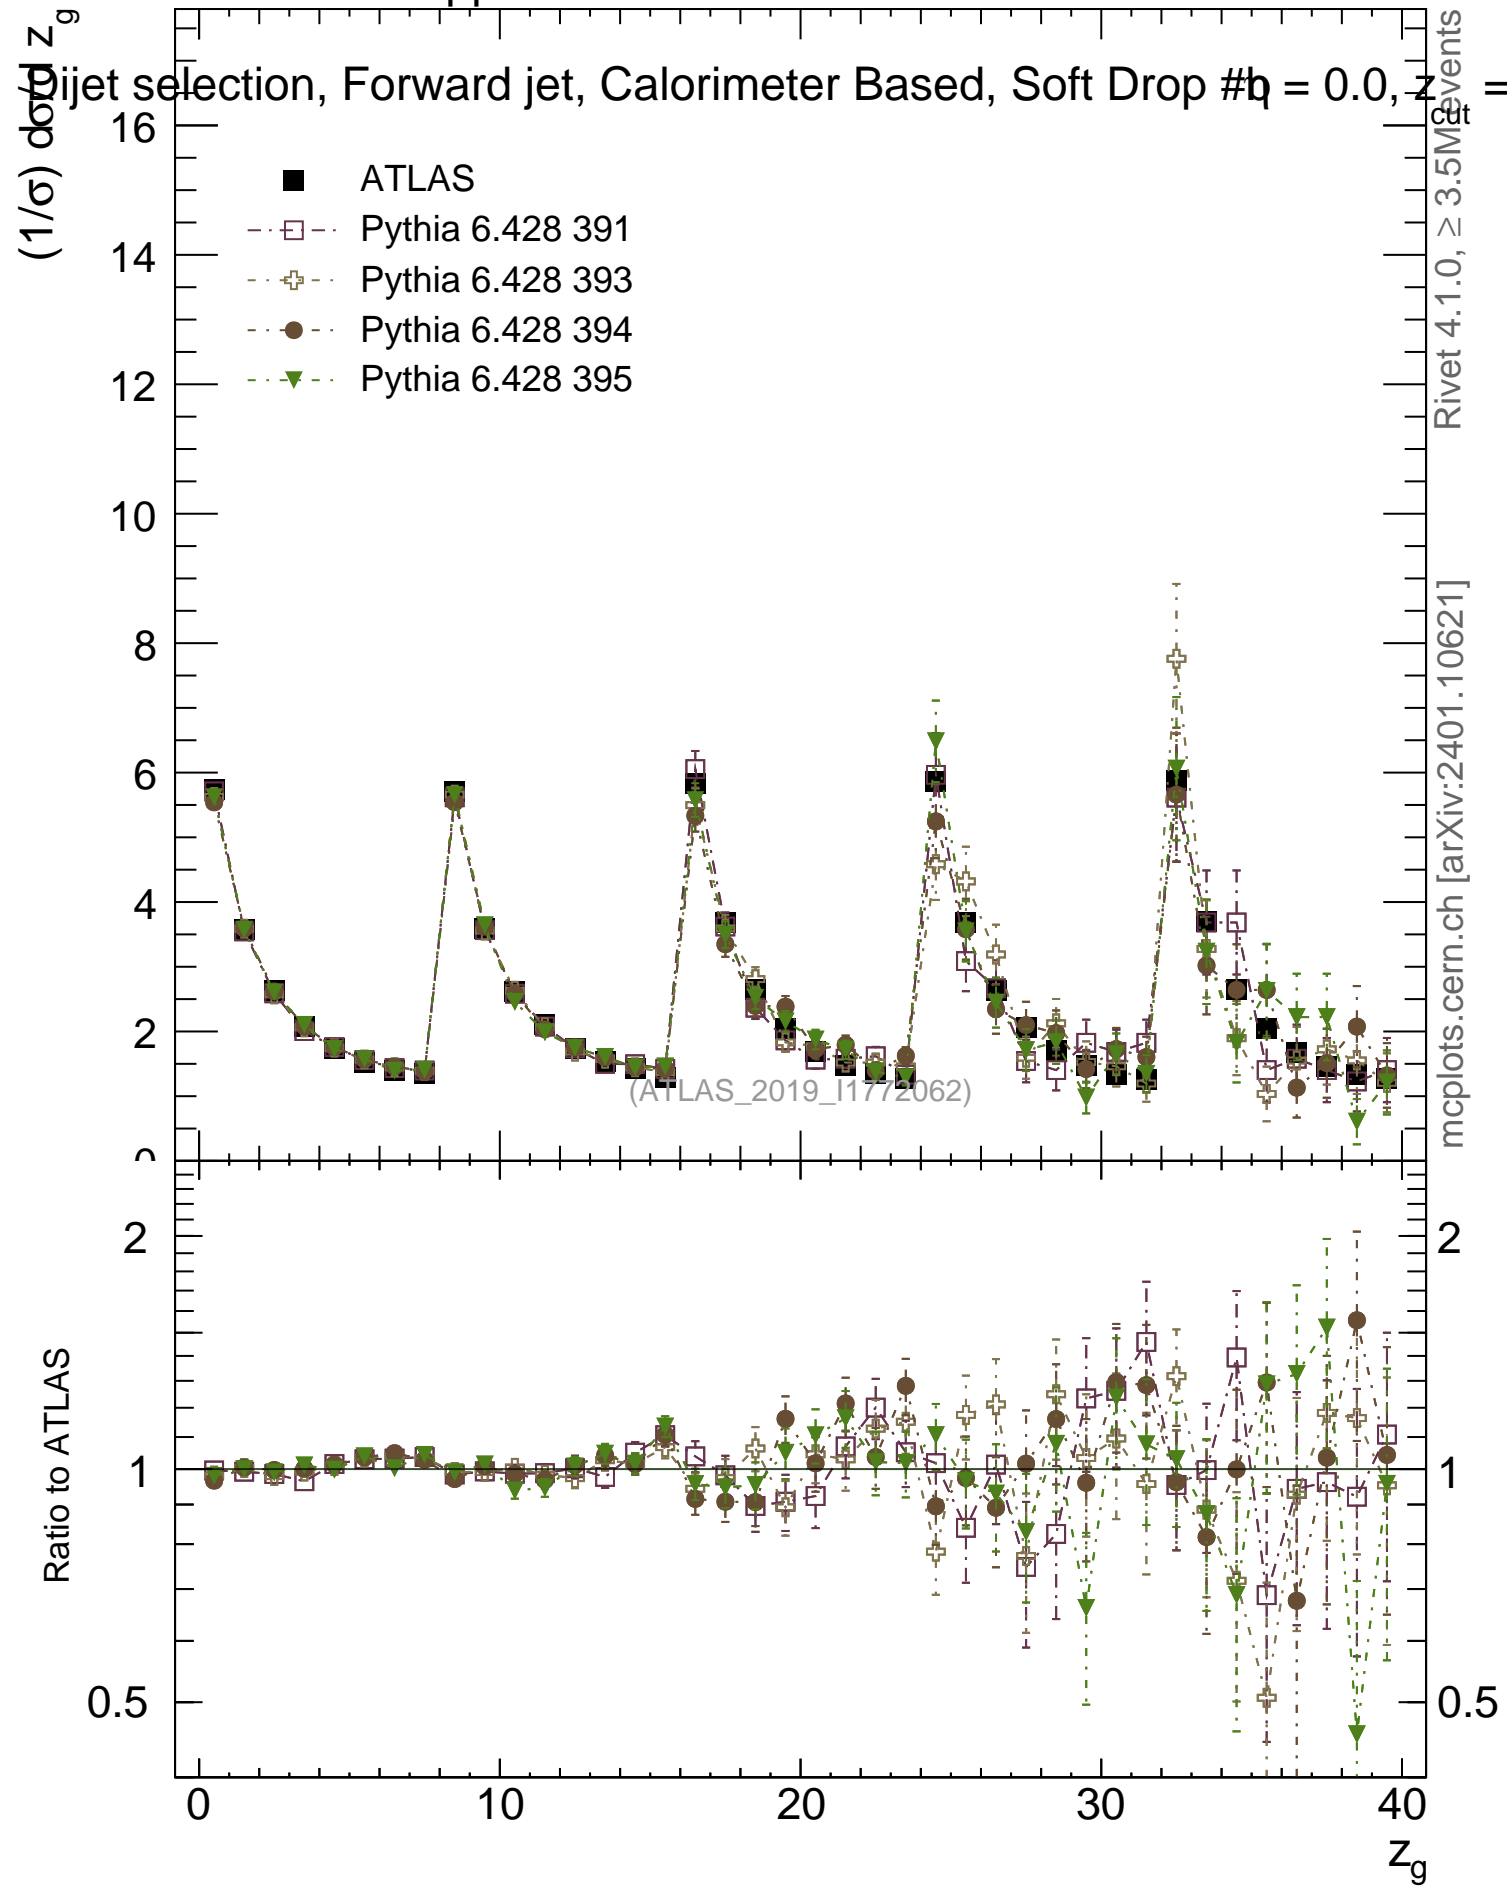 pp
(1/σ) dσ/d z_g
Dijet selection, Forward jet, Calorimeter Based, Soft Drop #b
η = 0.0, z_cut =
ATLAS
Pythia 6.428 391
Pythia 6.428 393
Pythia 6.428 394
Pythia 6.428 395
16
14
12
10
8
6
4
2
0
(ATLAS_2019_I1772062)
Rivet 4.1.0, ≥ 3.5M events
mcplots.cern.ch [arXiv:2401.10621]
Ratio to ATLAS
2
1
0.5
2
1
0.5
0
10
20
30
40
z_g